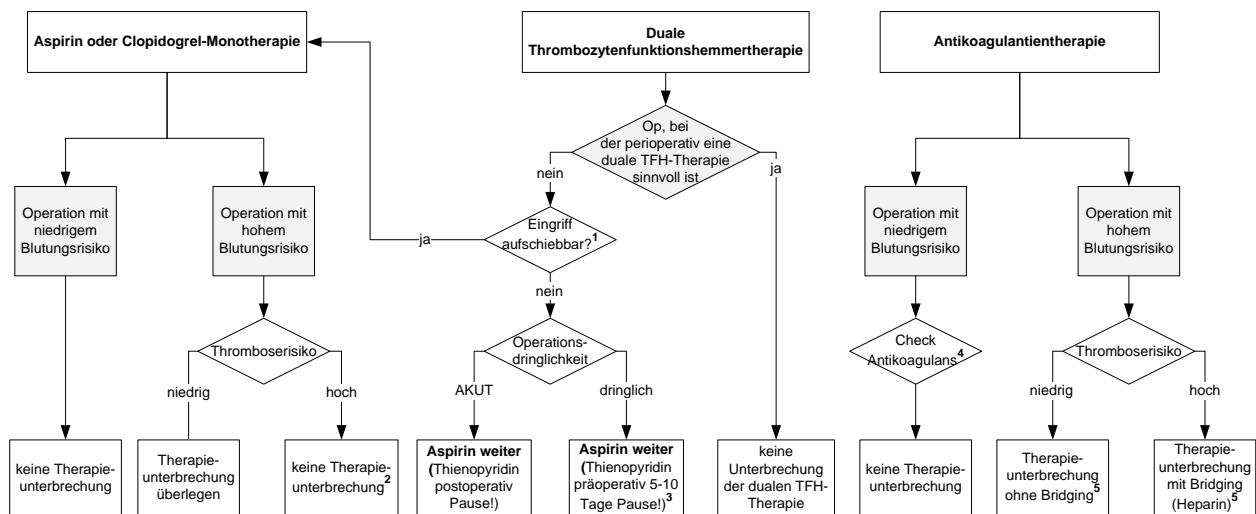 Aspirin oder Clopidogrel-Monotherapie
Duale
Thrombozytenfunktionshemmertherapie
Antikoagulantientherapie
Op, bei
der perioperativ eine
duale TFH-Therapie
sinnvoll ist
nein
ja
Operation mit
niedrigem
Blutungsrisiko
Operation mit
hohem
Blutungsrisiko
ja
Eingriff
aufschiebbar?1
Operation mit
niedrigem
Blutungsrisiko
Operation mit
hohem
Blutungsrisiko
nein
Thromboserisiko
Operations-
dringlichkeit
Check
Antikoagulans4
Thromboserisiko
niedrig
hoch
AKUT
dringlich
niedrig
hoch
keine Therapie-
unterbrechung
Therapie-
unterbrechung
überlegen
keine Therapie-
unterbrechung2
Aspirin weiter
(Thienopyridin
postoperativ
Pause!)
Aspirin weiter
(Thienopyridin
präoperativ 5-10
Tage Pause!)3
keine
Unterbrechung
der dualen TFH-
Therapie
keine Therapie-
unterbrechung
Therapie-
unterbrechung
ohne Bridging5
Therapie-
unterbrechung
mit Bridging
(Heparin)5